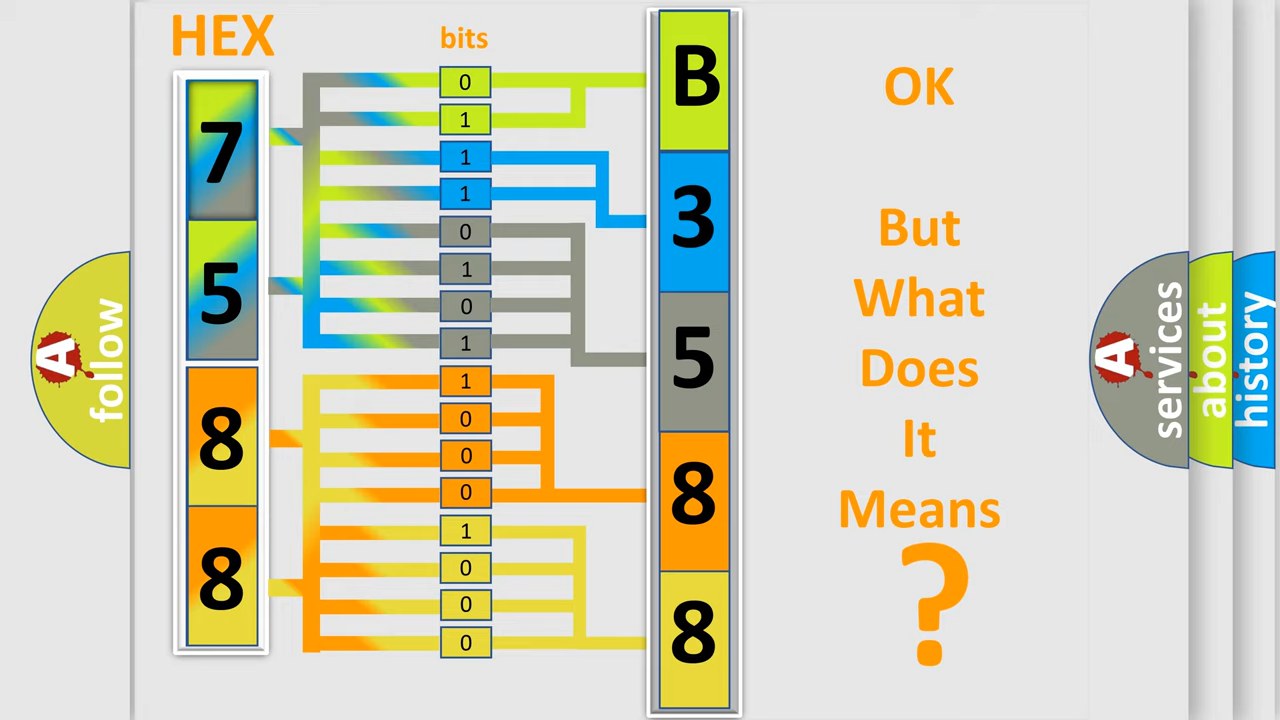 HEX
bits
7
5
8
8
0
1
1
1
0
1
0
1
1
0
0
0
1
0
0
0
B
3
5
8
8
OK
But
What
Does
It
Means
?
A
follow
A
services
about
history